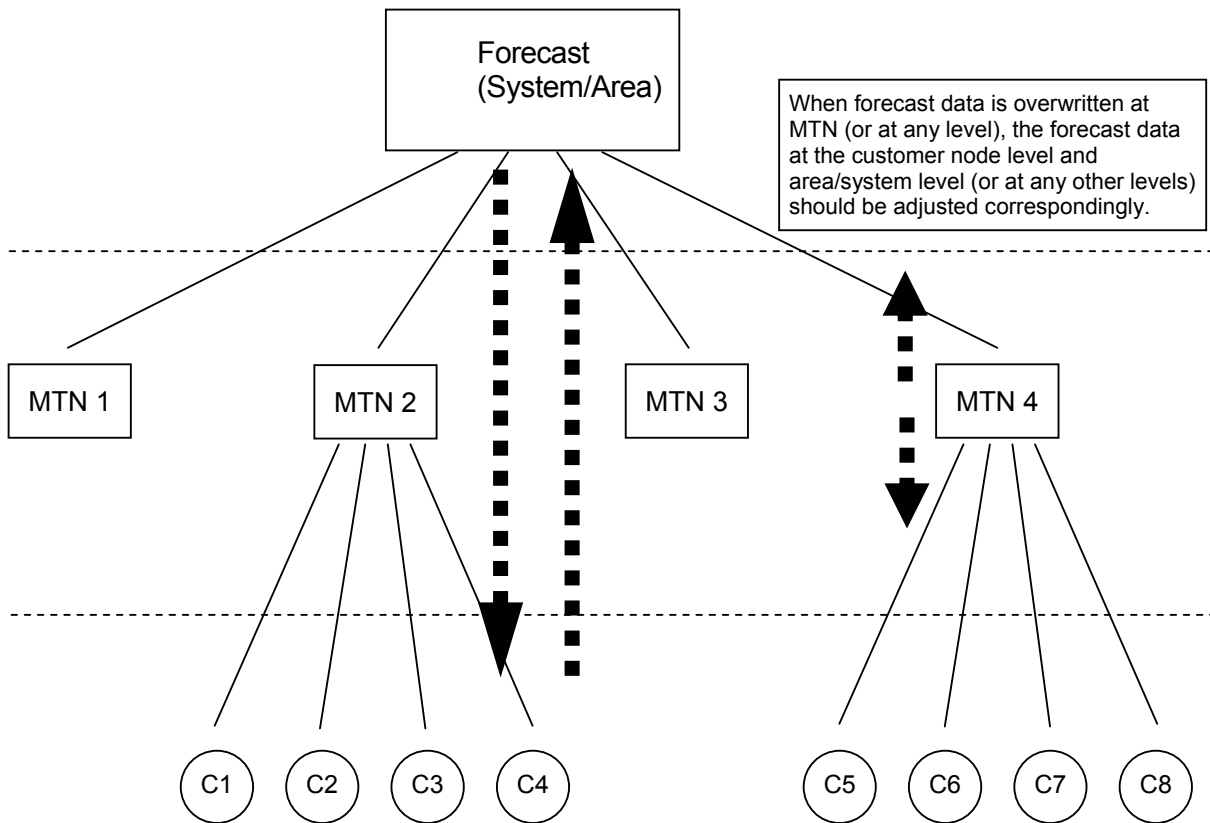 Forecast
(System/Area)
When forecast data is overwritten at
MTN (or at any level), the forecast data
at the customer node level and
area/system level (or at any other levels)
should be adjusted correspondingly.
MTN 1
MTN 2
MTN 3
MTN 4
C1
C2
C3
C4
C5
C6
C7
C8